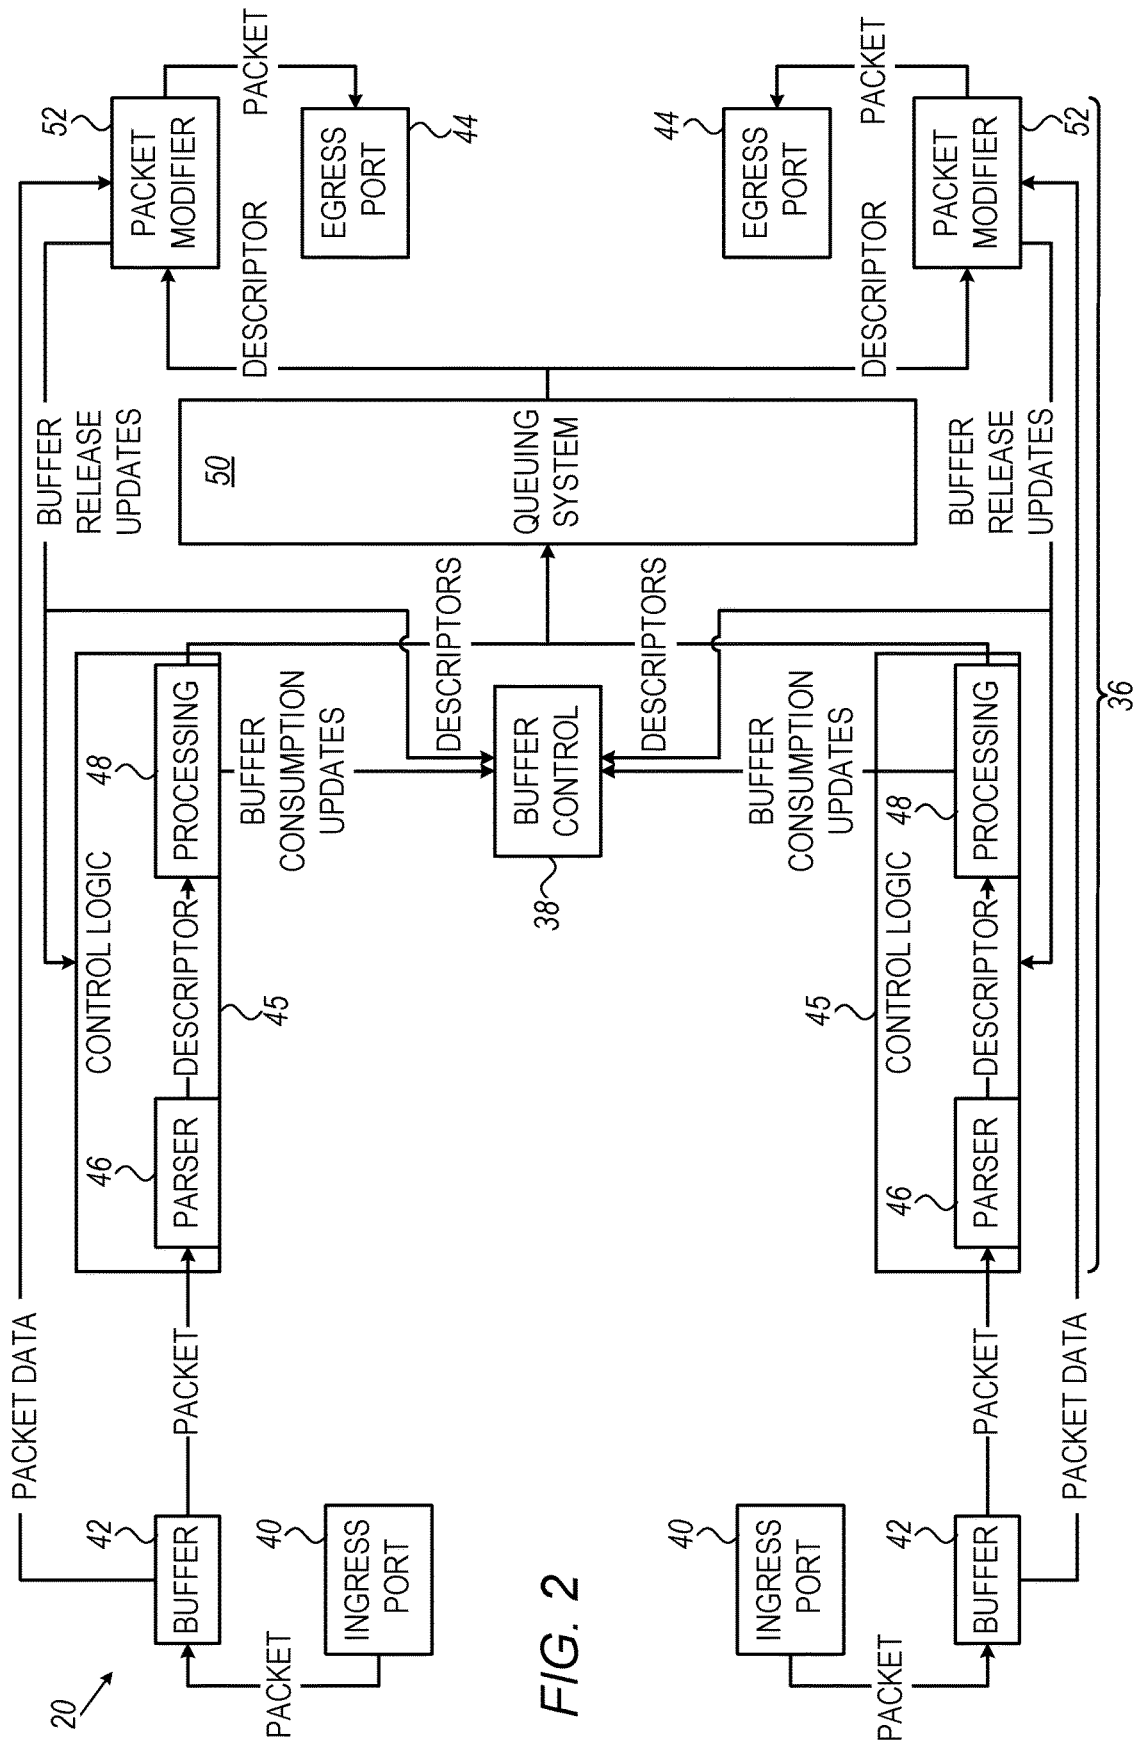 20
PACKET DATA
BUFFER
RELEASE
UPDATES
52
42
BUFFER
PACKET
CONTROL LOGIC
46
PARSER
DESCRIPTOR
48
PROCESSING
45
PACKET
MODIFIER
PACKET
PACKET
40
INGRESS
PORT
BUFFER
CONSUMPTION
UPDATES
DESCRIPTOR
EGRESS
PORT
44
DESCRIPTORS
50
QUEUING
SYSTEM
BUFFER
CONTROL
38
FIG. 2
DESCRIPTORS
40
INGRESS
PORT
PACKET
BUFFER
CONSUMPTION
UPDATES
44
EGRESS
PORT
PACKET
DESCRIPTOR
45
CONTROL LOGIC
42
BUFFER
PACKET
46
PARSER
DESCRIPTOR
48
PROCESSING
BUFFER
RELEASE
UPDATES
PACKET
MODIFIER
52
PACKET DATA
36